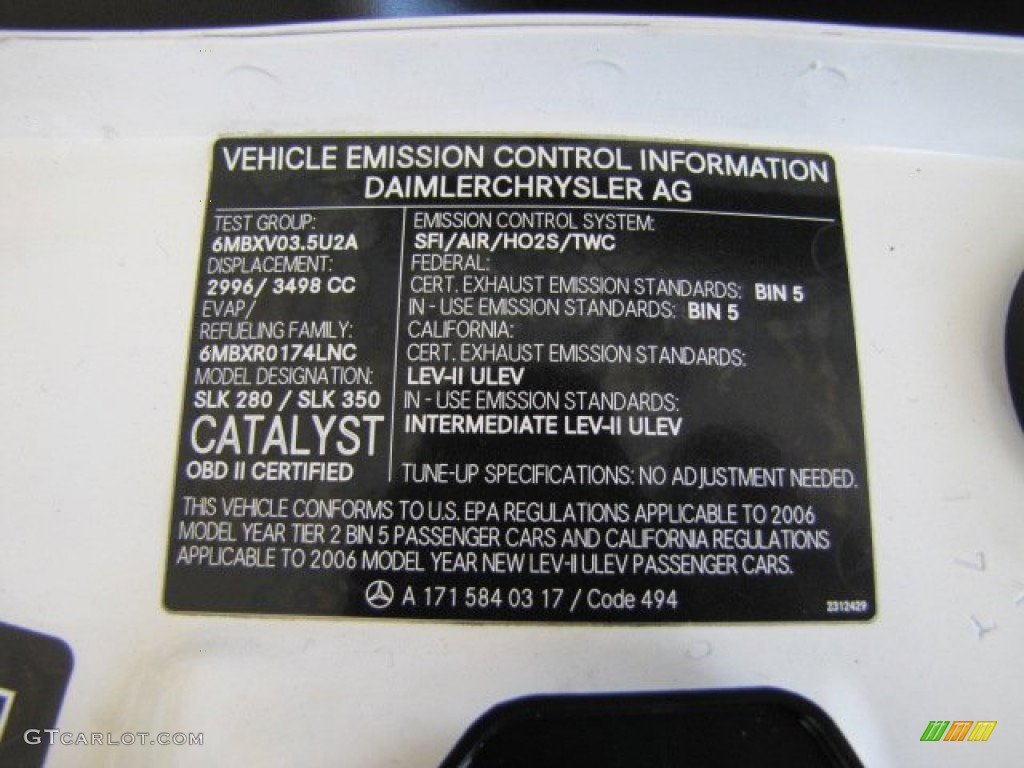 VEHICLE EMISSION CONTROL INFORMATION
DAIMLERCHRYSLER AG
TEST GROUP:
6MBXV03.5U2A
DISPLACEMENT:
2996/ 3498 CC
EVAP/
REFUELING FAMILY:
6MBXR0174LNC
MODEL DESIGNATION:
SLK 280 / SLK 350
CATALYST
OBD II CERTIFIED
EMISSION CONTROL SYSTEM:
SFI/AIR/HO2S/TWC
FEDERAL:
CERT. EXHAUST EMISSION STANDARDS: BIN 5
IN - USE EMISSION STANDARDS: BIN 5
CALIFORNIA:
CERT. EXHAUST EMISSION STANDARDS:
LEV-II ULEV
IN - USE EMISSION STANDARDS:
INTERMEDIATE LEV-II ULEV
TUNE-UP SPECIFICATIONS: NO ADJUSTMENT NEEDED.
THIS VEHICLE CONFORMS TO U.S. EPA REGULATIONS APPLICABLE TO 2006
MODEL YEAR TIER 2 BIN 5 PASSENGER CARS AND CALIFORNIA REGULATIONS
APPLICABLE TO 2006 MODEL YEAR NEW LEV-II ULEV PASSENGER CARS.
A 171 584 03 17 / Code 494
2312429
GTCARLOT.COM